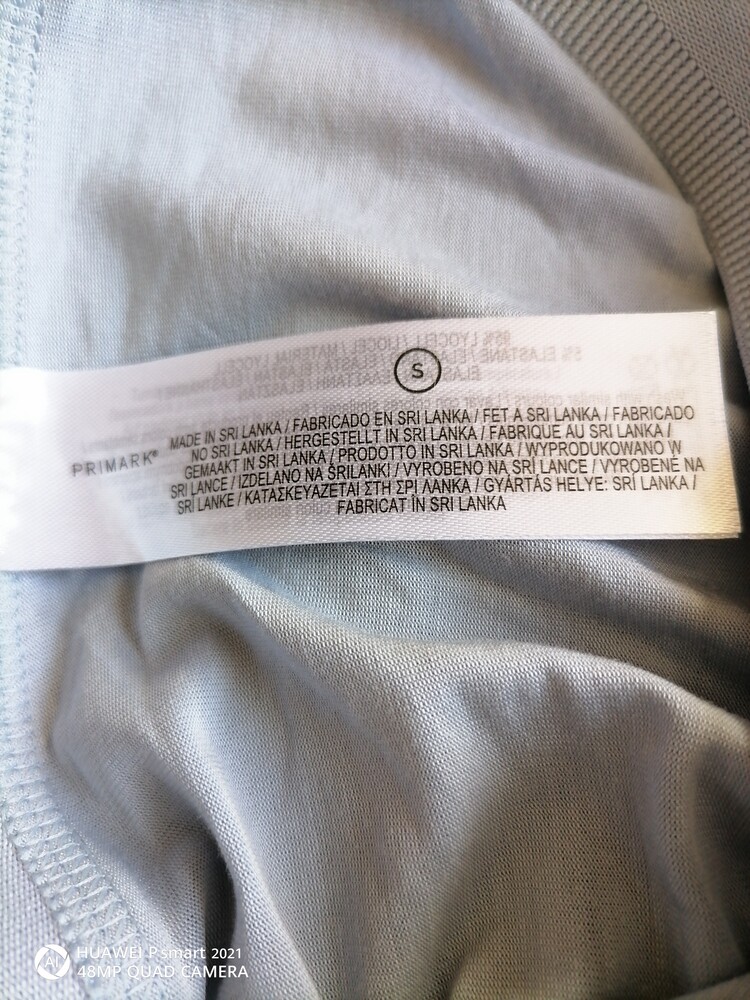 S
PRIMARK®
MADE IN SRI LANKA / FABRICADO EN SRI LANKA / FET A SRI LANKA / FABRICADO
NO SRI LANKA / HERGESTELLT IN SRI LANKA / FABRIQUE AU SRI LANKA /
GEMAAKT IN SRI LANKA / PRODOTTO IN SRI LANKA / WYPRODUKOWANO W
SRI LANCE / IZDELANO NA ŠRILANKI / VYROBENO NA SRÍ LANCE / VYROBENÉ NA
SRÍ LANKE / ΚΑΤΑΣΚΕΥΑΖΕΤΑΙ ΣΤΗ ΣΡΙ ΛΑΝΚΑ / GYÁRTÁS HELYE: SRÍ LANKA /
FABRICAT ÎN SRI LANKA
HUAWEI P smart 2021
AI 48MP QUAD CAMERA